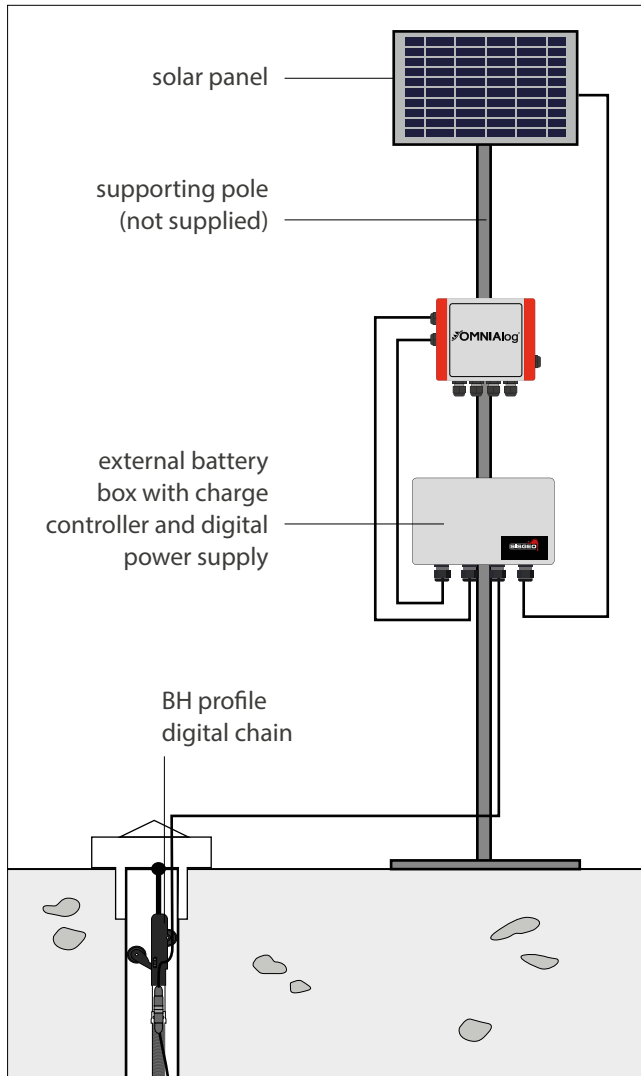 solar panel
supporting pole
(not supplied)
OMNIAlog
external battery
box with charge
controller and digital
power supply
SISGEO
BH profile
digital chain